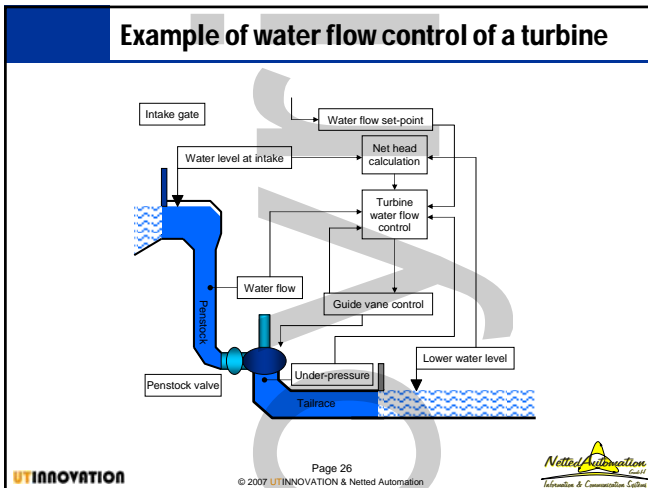 Example of water flow control of a turbine
Intake gate
Water flow set-point
Net head
calculation
Water level at intake
Turbine
water flow
control
Water flow
Penstock
Guide vane control
Lower water level
Under-pressure
Penstock valve
Tailrace
UTINNOVATION
Page 26
© 2007 UTINNOVATION & Netted Automation
NettedAutomation
GmbH
Information & Communication Systems